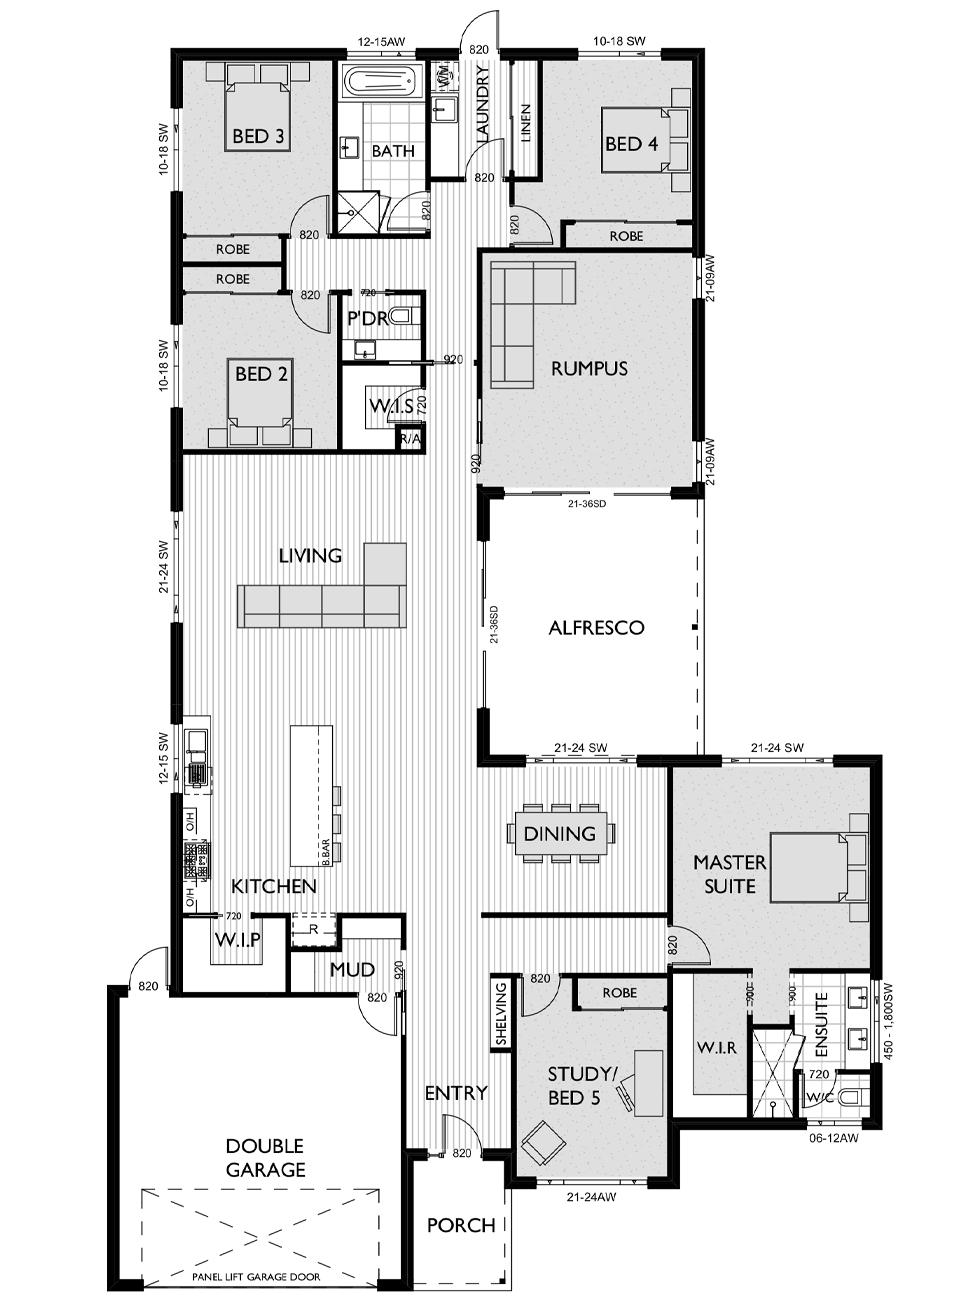 12-15AW
820
10-18 SW
WM
LAUNDRY
LINEN
BED 3
BATH
BED 4
10-18 SW
820
820
820
820
ROBE
ROBE
ROBE
820
720
21-09AW
P'DR
10-18 SW
BED 2
920
RUMPUS
W.I.S
720
R/A
920
21-09AW
21-36SD
LIVING
21-24 SW
21-36SD
ALFRESCO
12-15 SW
21-24 SW
21-24 SW
O/H
DINING
B.BAR
MASTER
SUITE
KITCHEN
O/H
720
R
W.I.P
820
MUD
920
820
820
820
ROBE
900
900
SHELVING
ENSUITE
450 - 1,800SW
W.I.R
STUDY/
BED 5
720
W/C
ENTRY
06-12AW
DOUBLE
GARAGE
820
21-24AW
PORCH
PANEL LIFT GARAGE DOOR